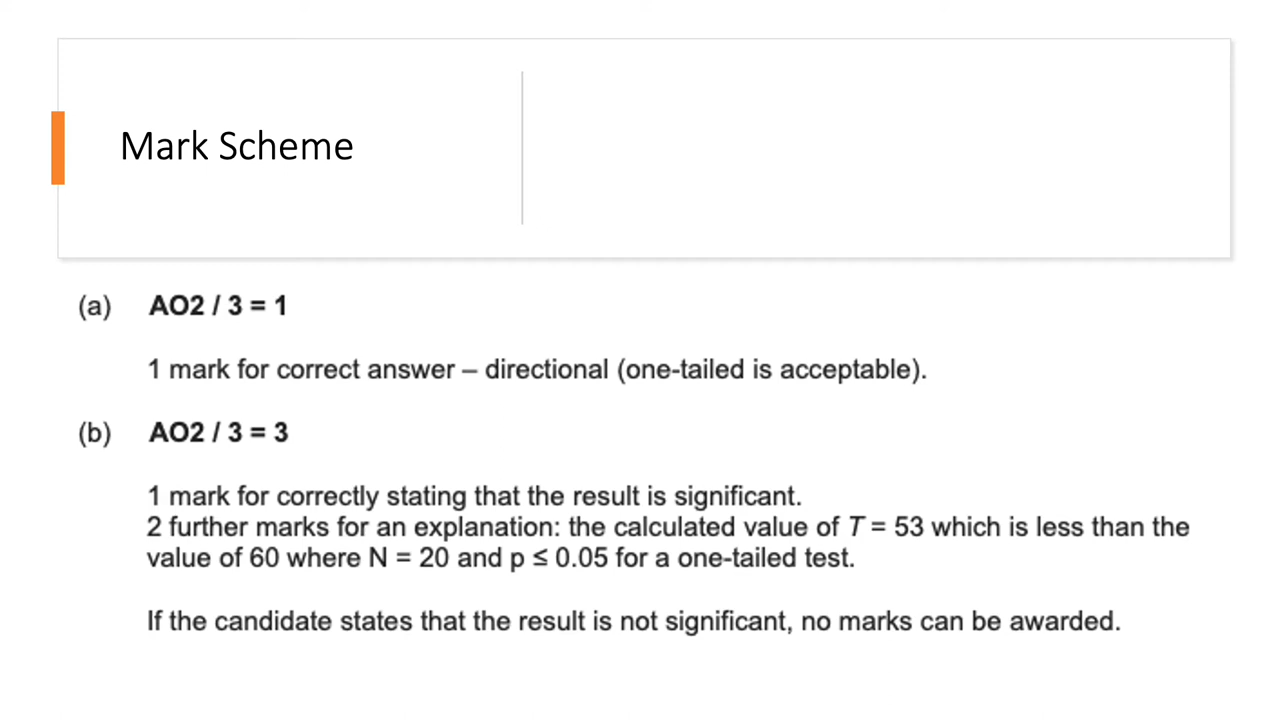 Mark Scheme
(a) AO2 / 3 = 1
1 mark for correct answer – directional (one-tailed is acceptable).
(b) AO2 / 3 = 3
1 mark for correctly stating that the result is significant.
2 further marks for an explanation: the calculated value of T = 53 which is less than the
value of 60 where N = 20 and p ≤ 0.05 for a one-tailed test.
If the candidate states that the result is not significant, no marks can be awarded.